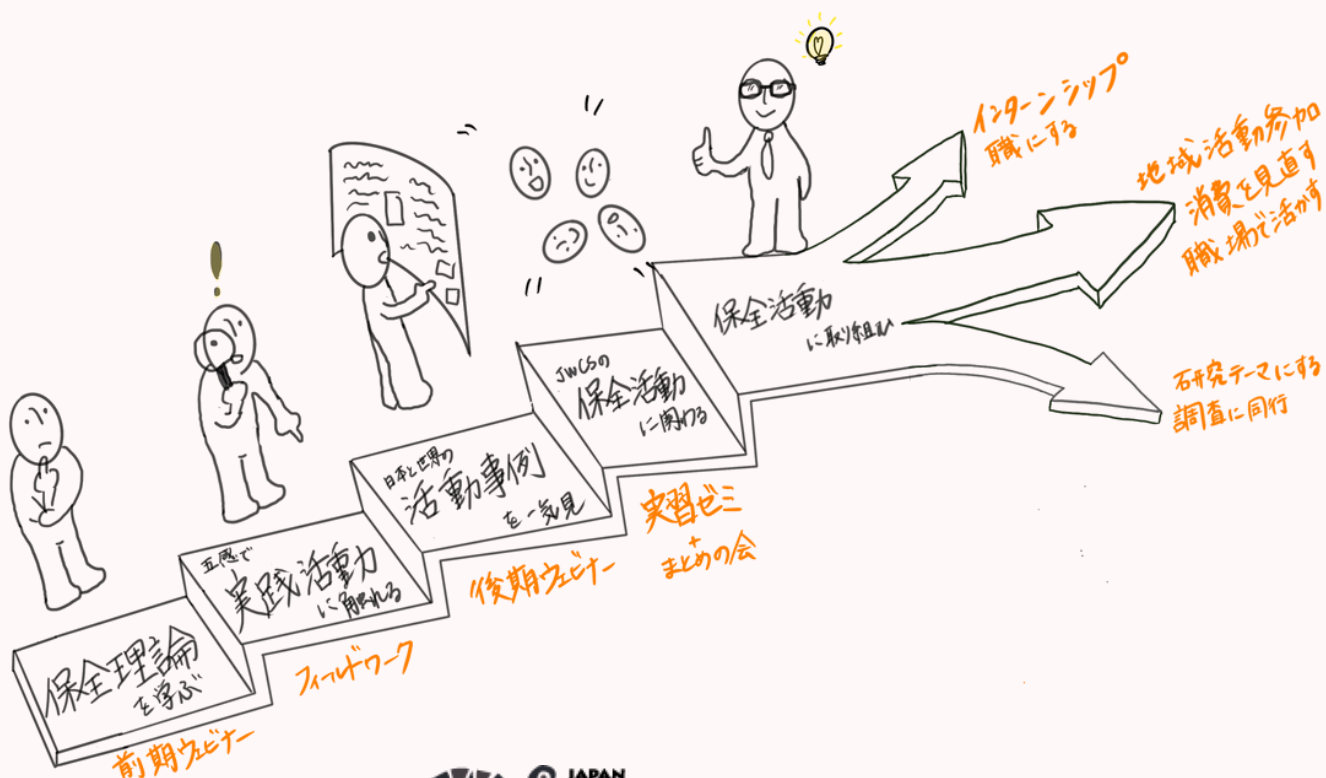 保全理論
を学ぶ
前期ウェビナー
五感で
実践活動
に触れる
フィールドワーク
日本と世界の
活動事例
を一気見
後期ウェビナー
JWCSの
保全活動
に関わる
実習ゼミ
+
まとめの会
保全活動
に取り組む
インターンシップ
職にする
地域活動参加
消費を見直す
職場で活かす
研究テーマにする
調査に同行
JAPAN